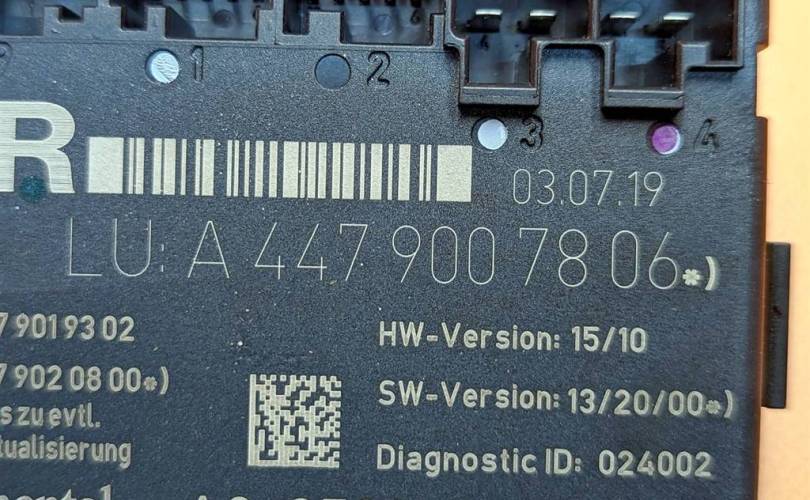 1 2
3 4
R
03.07.19
LU: A 447 900 78 06*)
7 901 93 02
HW-Version: 15/10
7 902 08 00*)
SW-Version: 13/20/00*)
s zu evtl.
tualisierung
Diagnostic ID: 024002